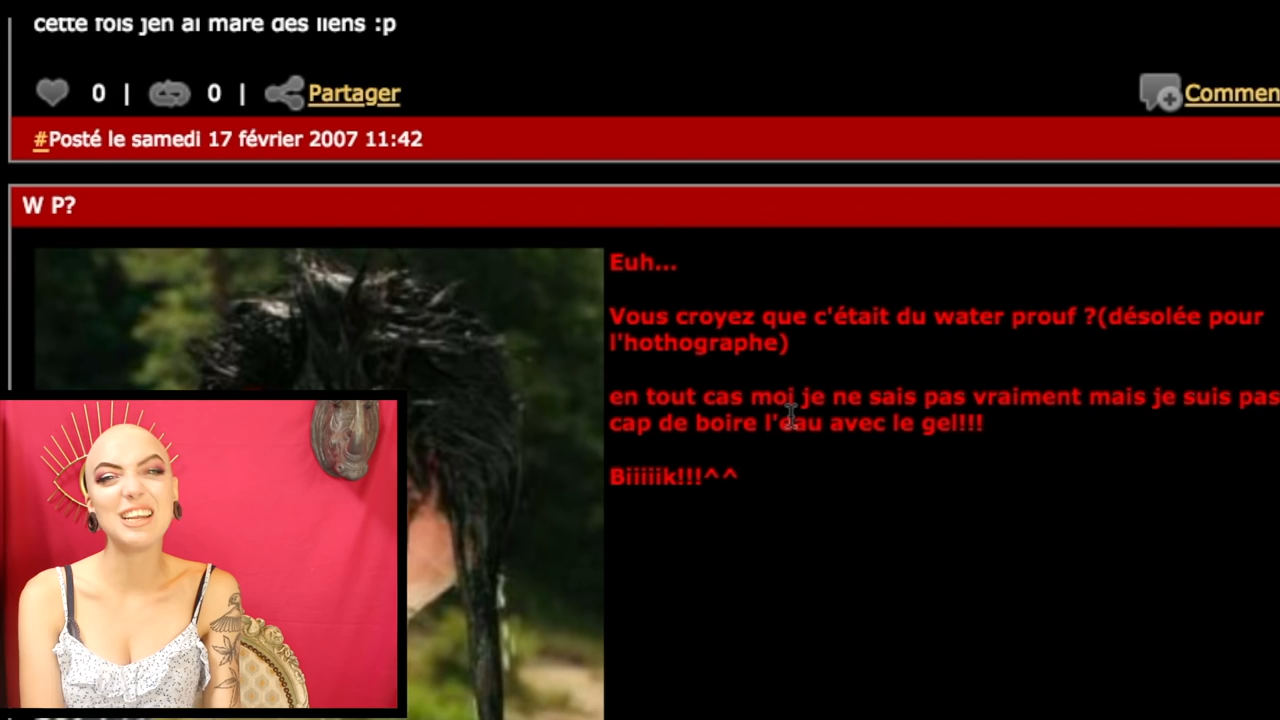 cette fois jen ai mare des liens :p
0 | 0 | Partager
Commen
#Posté le samedi 17 février 2007 11:42
W P?
Euh...
Vous croyez que c'était du water prouf ?(désolée pour
l'hothographe)
en tout cas moi je ne sais pas vraiment mais je suis pas
cap de boire l'eau avec le gel!!!
Biiiiik!!!^^